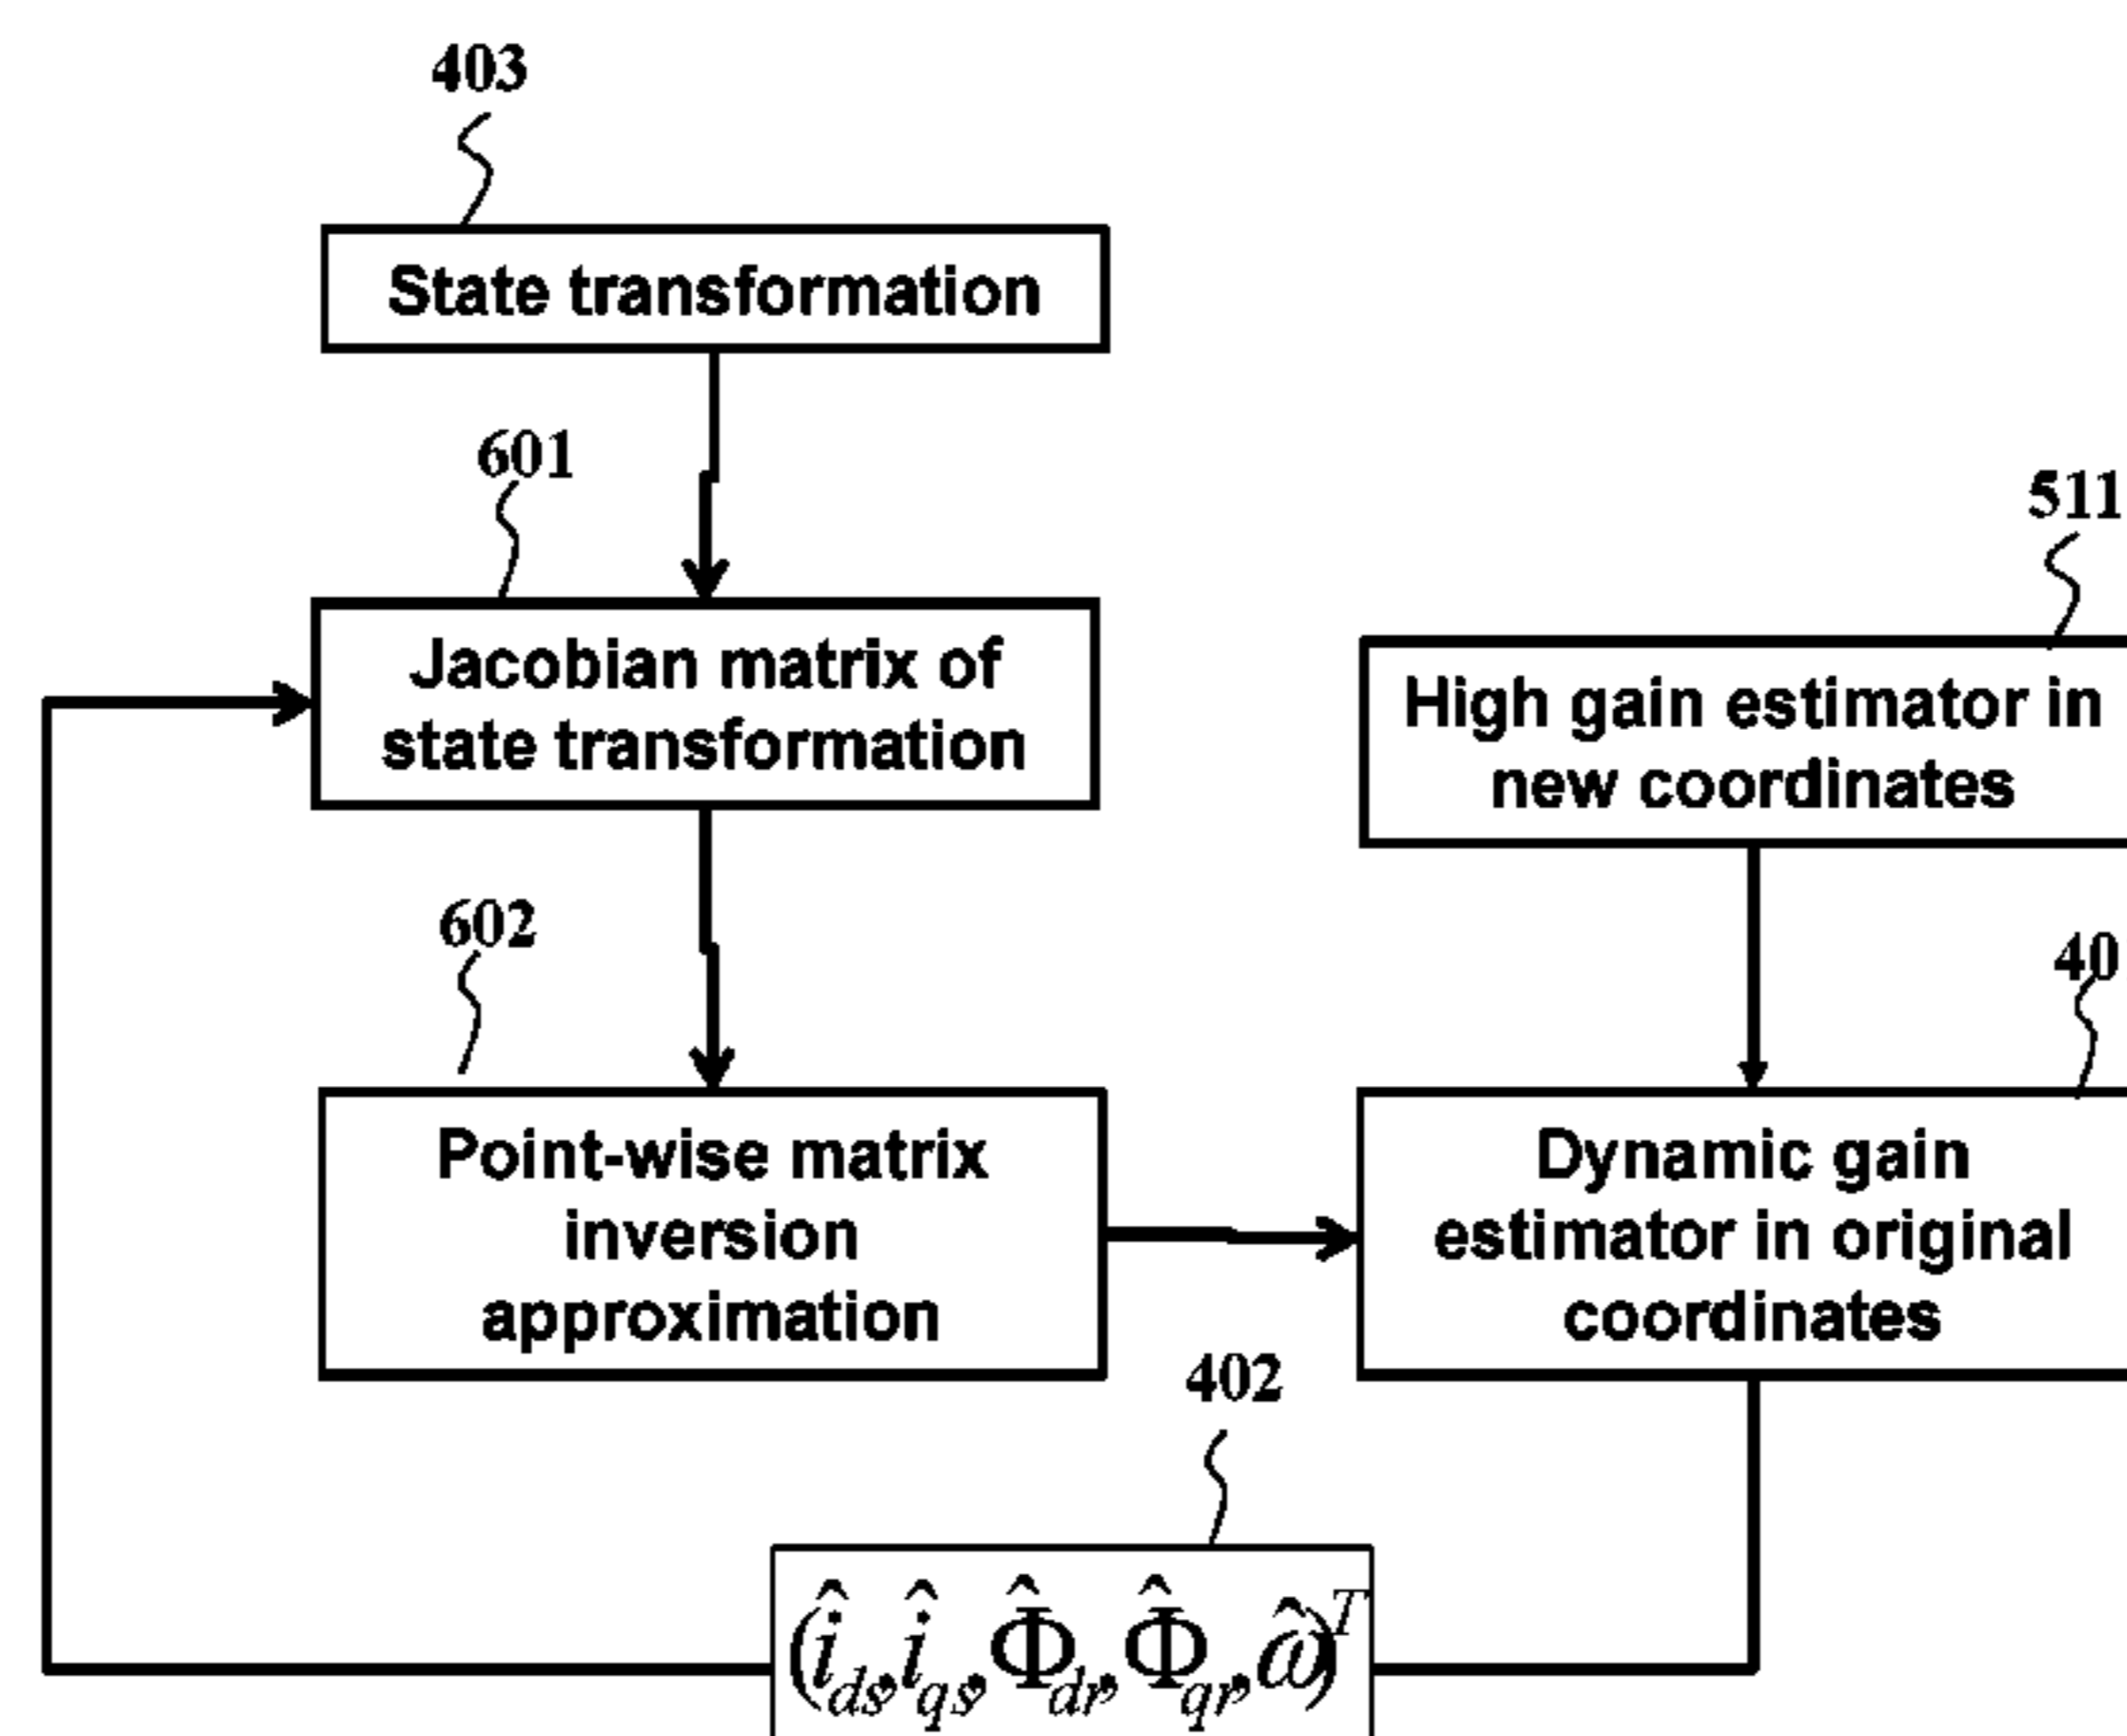 403
State transformation
601
Jacobian matrix of
state transformation
511
High gain estimator in
new coordinates
602
Point-wise matrix
inversion
approximation
40
Dynamic gain
estimator in original
coordinates
402
(î_ds, î_qs, Φ̂_dr, Φ̂_qr, ω̂)^T